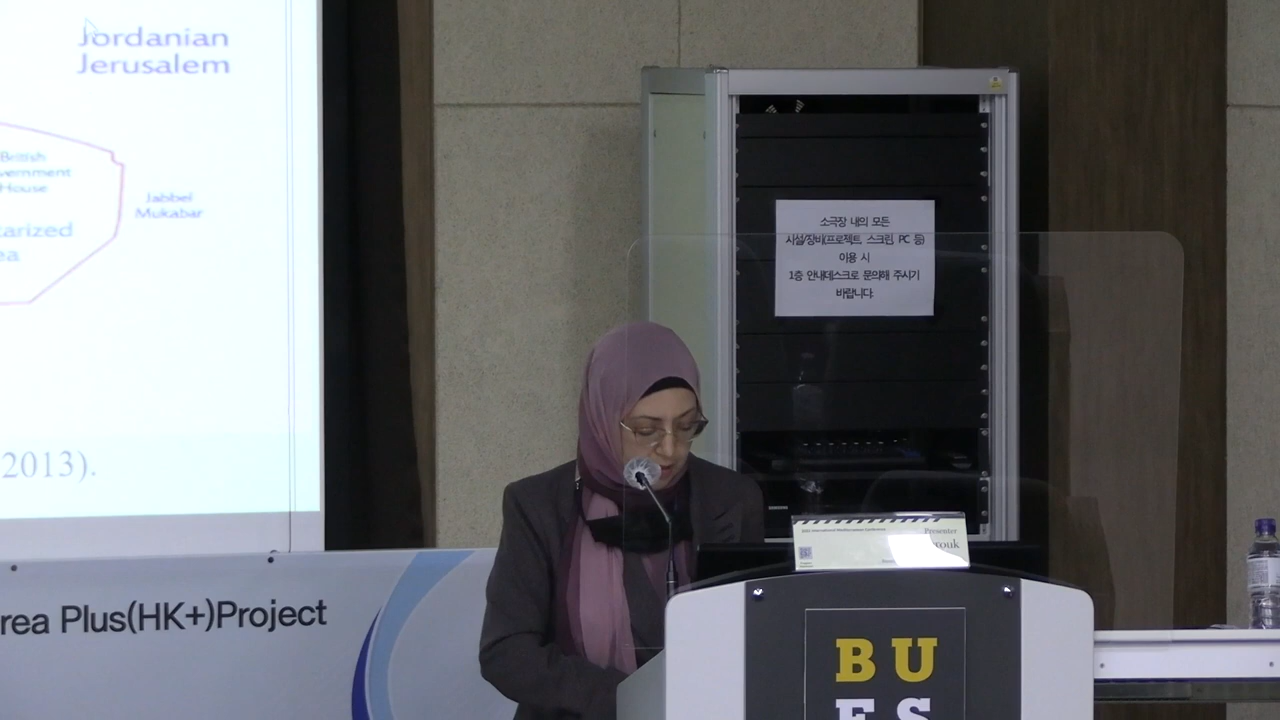 Jordanian
Jerusalem
British
vernment
House
Jabbel
Mukabar
arized
ea
2013).
소극장 내의 모든
시설/장비(프로젝트, 스크린, PC 등)
이용 시
1층 안내데스크로 문의해 주시기
바랍니다.
rea Plus(HK+)Project
Presenter
rouk
BU
FS